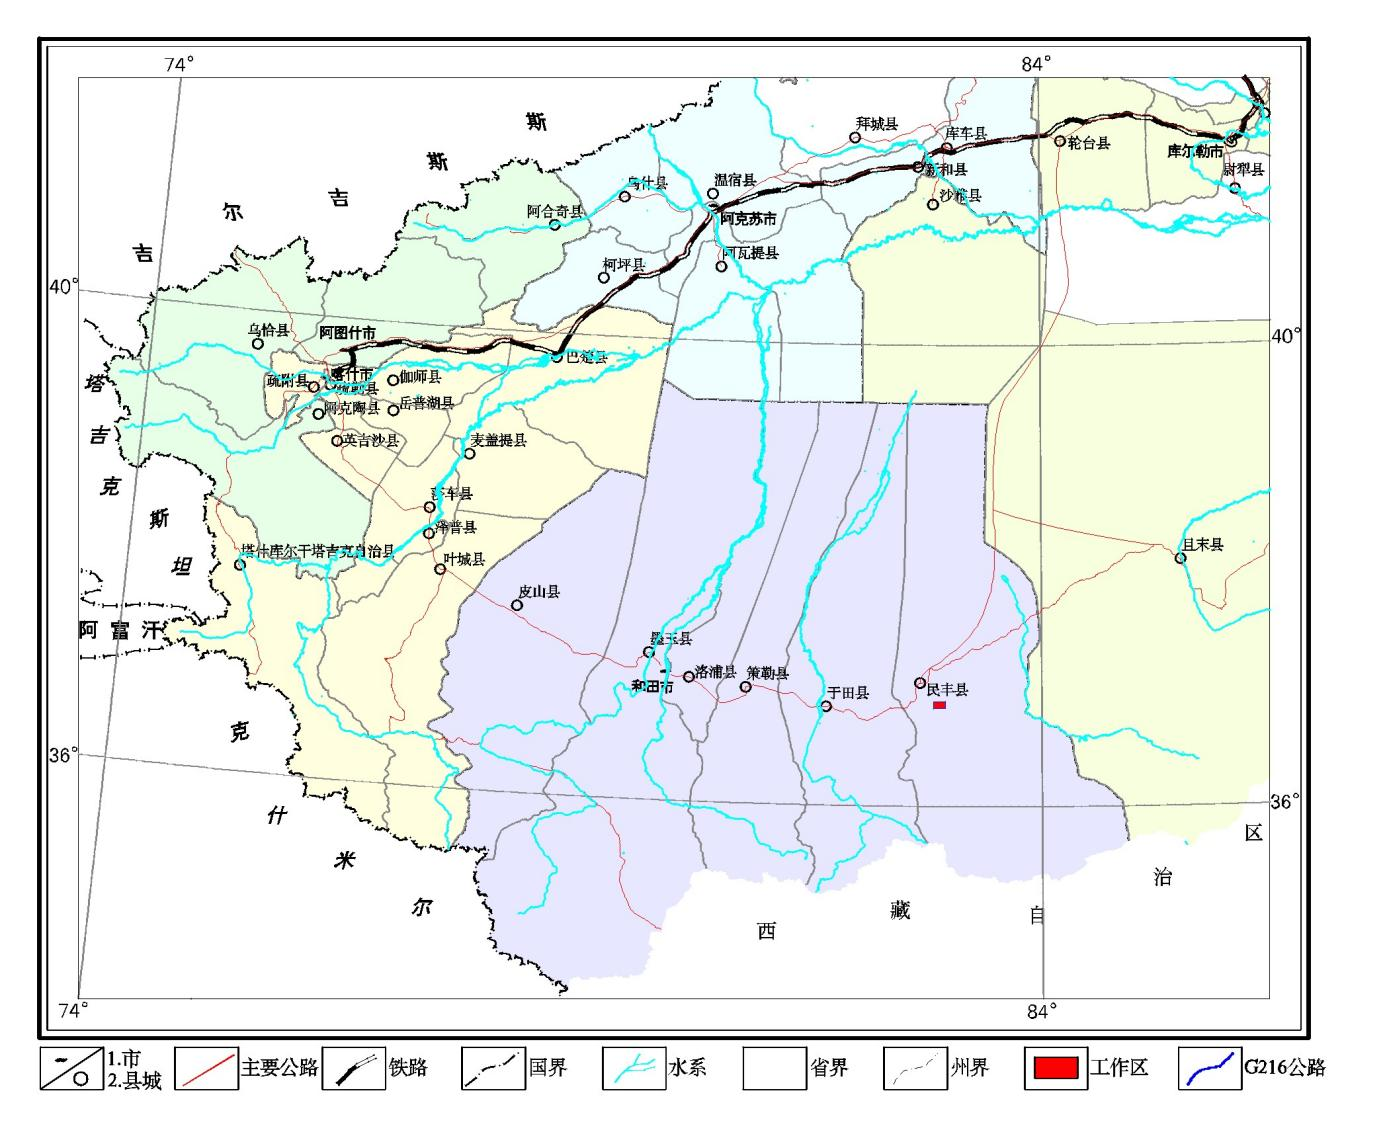 74°
84°
斯
斯
吉
尔
吉
拜城县
库车县
轮台县
库尔勒市
新和县
尉犁县
沙雅县
温宿县
乌什县
阿合奇县
阿克苏市
阿瓦提县
柯坪县
40°
40°
乌恰县
阿图什市
巴楚县
喀什市
疏附县
疏勒县
伽师县
阿克陶县
岳普湖县
英吉沙县
麦盖提县
塔
吉
克
斯
坦
莎车县
泽普县
塔什库尔干塔吉克自治县
叶城县
且末县
皮山县
阿富汗
墨玉县
和田市
洛浦县
策勒县
于田县
民丰县
36°
36°
克
什
米
尔
西
藏
自
治
区
74°
84°
1.市
2.县城
主要公路
铁路
国界
水系
省界
州界
工作区
G216公路